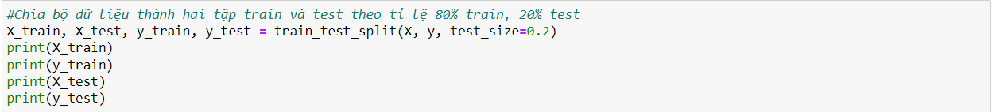 #Chia bộ dữ liệu thành hai tập train và test theo tỉ lệ 80% train, 20% test
X_train, X_test, y_train, y_test = train_test_split(X, y, test_size=0.2)
print(X_train)
print(y_train)
print(X_test)
print(y_test)